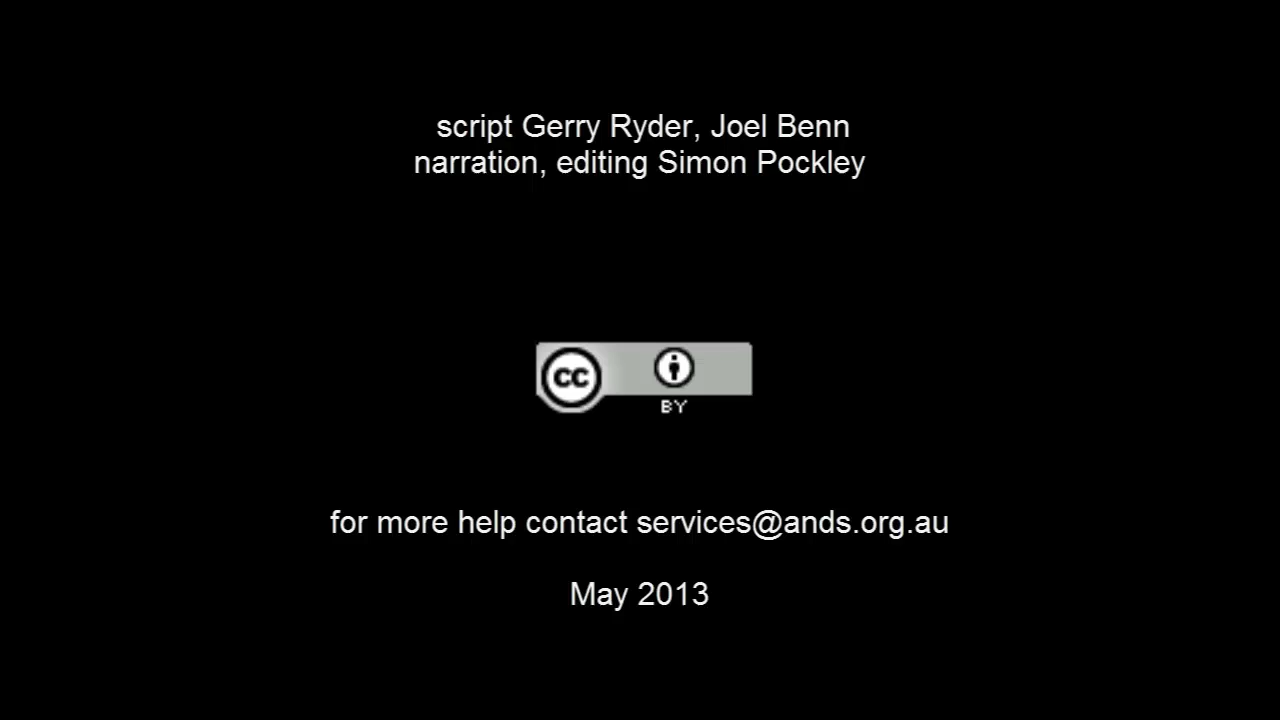 script Gerry Ryder, Joel Benn
narration, editing Simon Pockley
cc
BY
for more help contact services@ands.org.au
May 2013